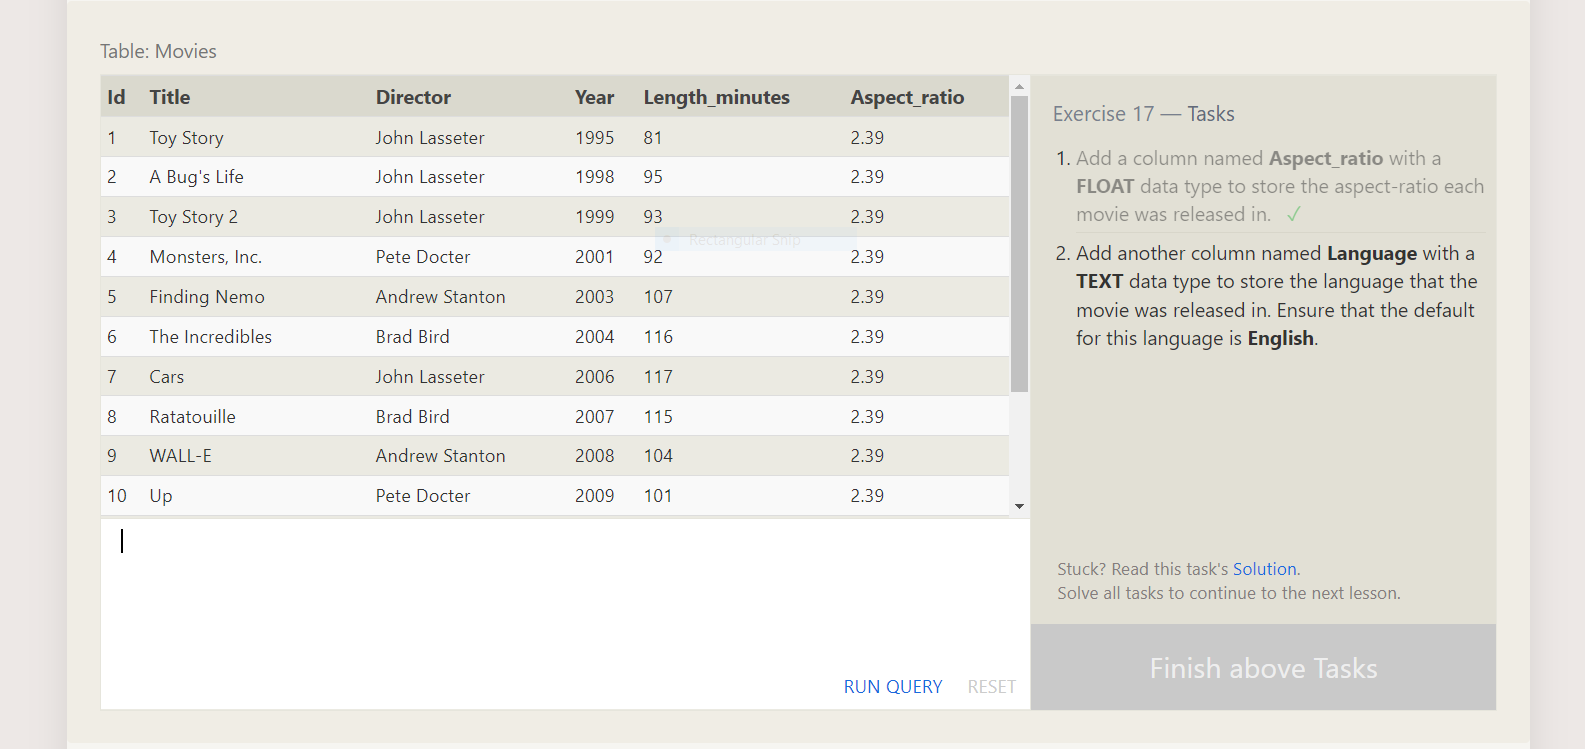 Table: Movies
Id Title Director Year Length_minutes Aspect_ratio
1 Toy Story John Lasseter 1995 81 2.39
2 A Bug's Life John Lasseter 1998 95 2.39
3 Toy Story 2 John Lasseter 1999 93 2.39
Rectangular Snip
4 Monsters, Inc. Pete Docter 2001 92 2.39
5 Finding Nemo Andrew Stanton 2003 107 2.39
6 The Incredibles Brad Bird 2004 116 2.39
7 Cars John Lasseter 2006 117 2.39
8 Ratatouille Brad Bird 2007 115 2.39
9 WALL-E Andrew Stanton 2008 104 2.39
10 Up Pete Docter 2009 101 2.39
RUN QUERY RESET
Exercise 17 — Tasks
1. Add a column named Aspect_ratio with a
FLOAT data type to store the aspect-ratio each
movie was released in. ✓
2. Add another column named Language with a
TEXT data type to store the language that the
movie was released in. Ensure that the default
for this language is English.
Stuck? Read this task's Solution.
Solve all tasks to continue to the next lesson.
Finish above Tasks